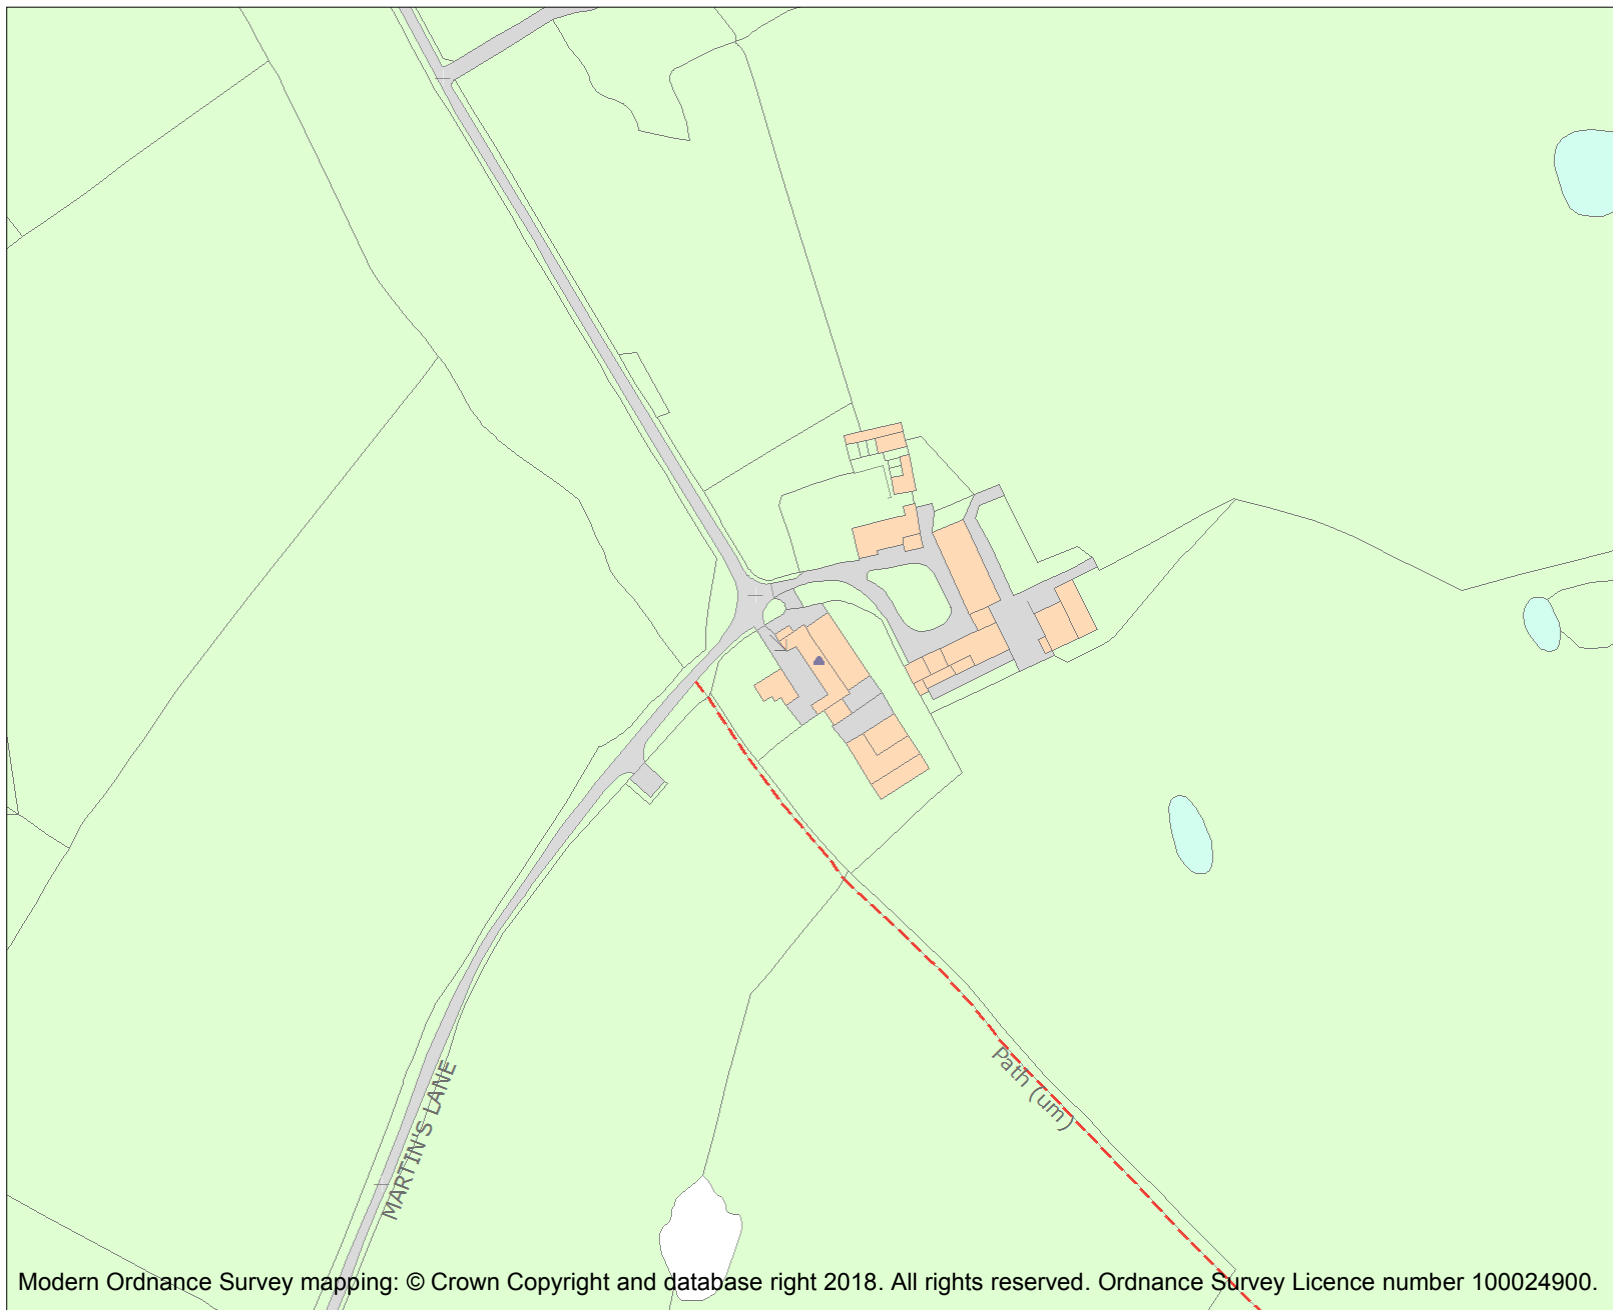 Path (um)
MARTIN'S LANE
Modern Ordnance Survey mapping: © Crown Copyright and database right 2018. All rights reserved. Ordnance Survey Licence number 100024900.